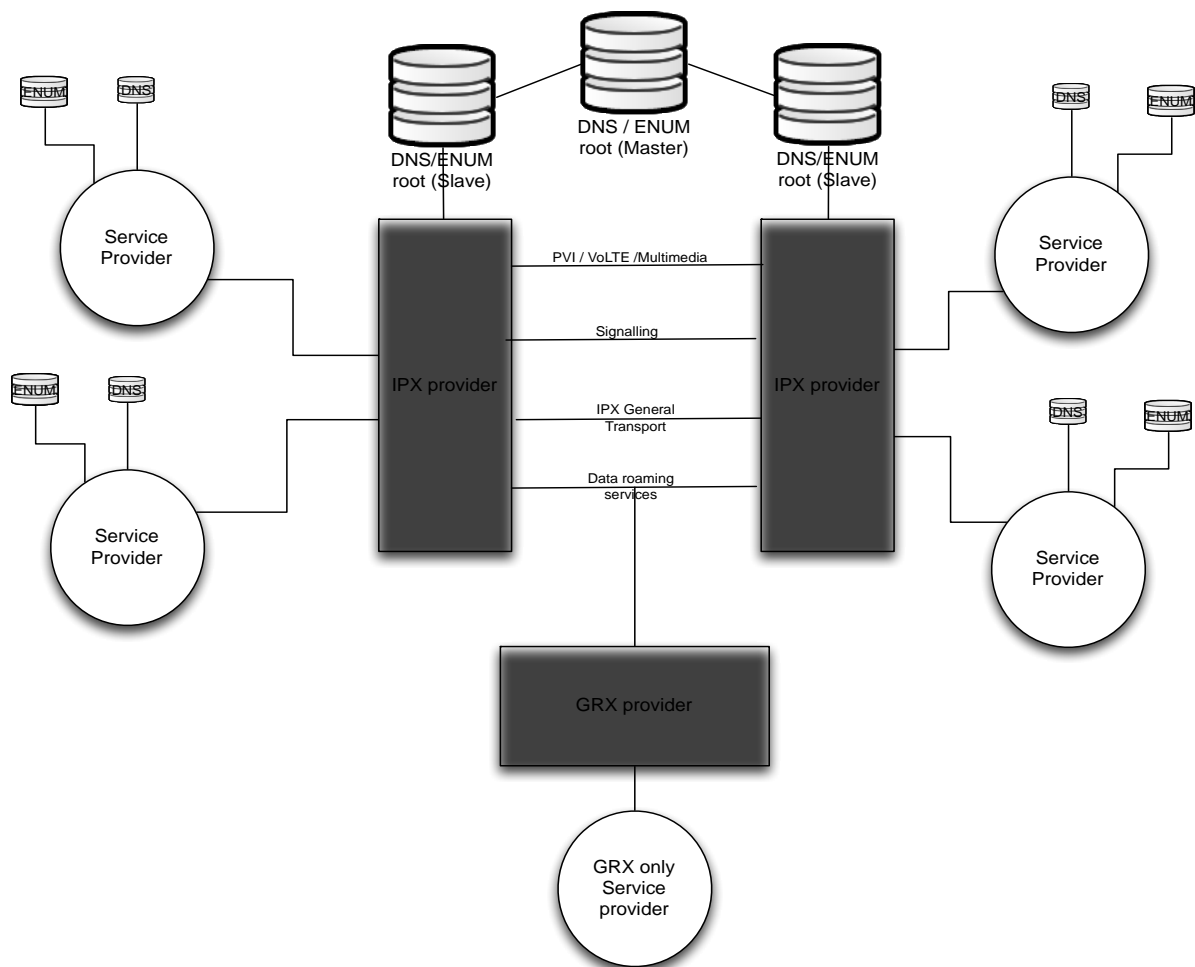 DNS / ENUM
root (Master)
DNS/ENUM
root (Slave)
DNS/ENUM
root (Slave)
ENUM
DNS
DNS
ENUM
Service
Provider
Service
Provider
PVI / VoLTE /Multimedia
Signalling
IPX provider
IPX provider
ENUM
DNS
IPX General
Transport
DNS
ENUM
Data roaming
services
Service
Provider
Service
Provider
GRX provider
GRX only
Service
provider